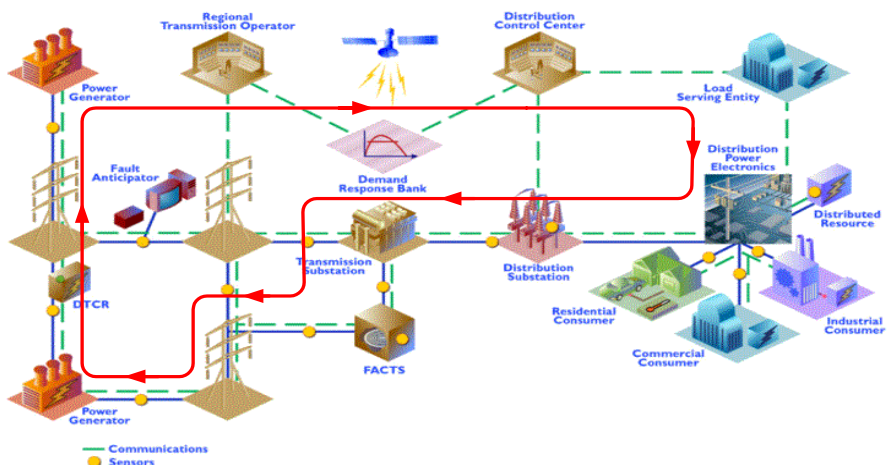 Regional
Transmission Operator
Distribution
Control Center
Power
Generator
Load
Serving Entity
Fault
Anticipator
Demand
Response Bank
Distribution
Power
Electronics
Distributed
Resource
Transmission
Substation
Distribution
Substation
DTCR
Residential
Consumer
Industrial
Consumer
Commercial
Consumer
FACTS
Power
Generator
Communications
Sensors